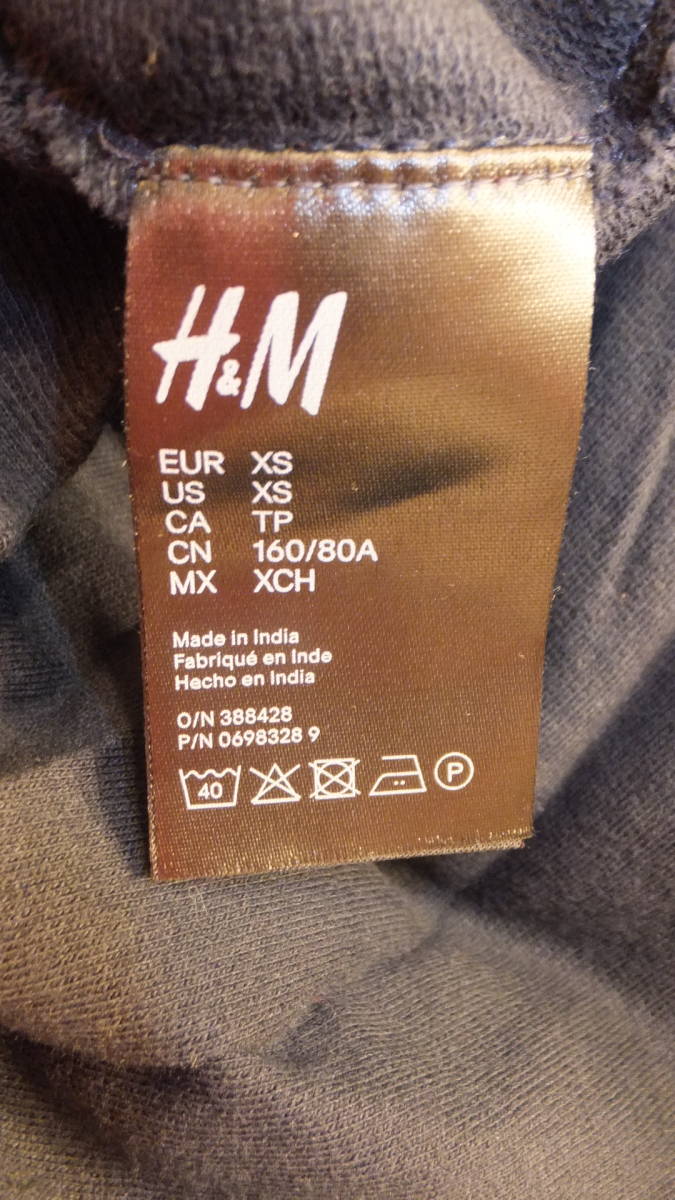 H&M
EUR XS
US XS
CA TP
CN 160/80A
MX XCH
Made in India
Fabriqué en Inde
Hecho en India
O/N 388428
P/N 0698328 9
40 P